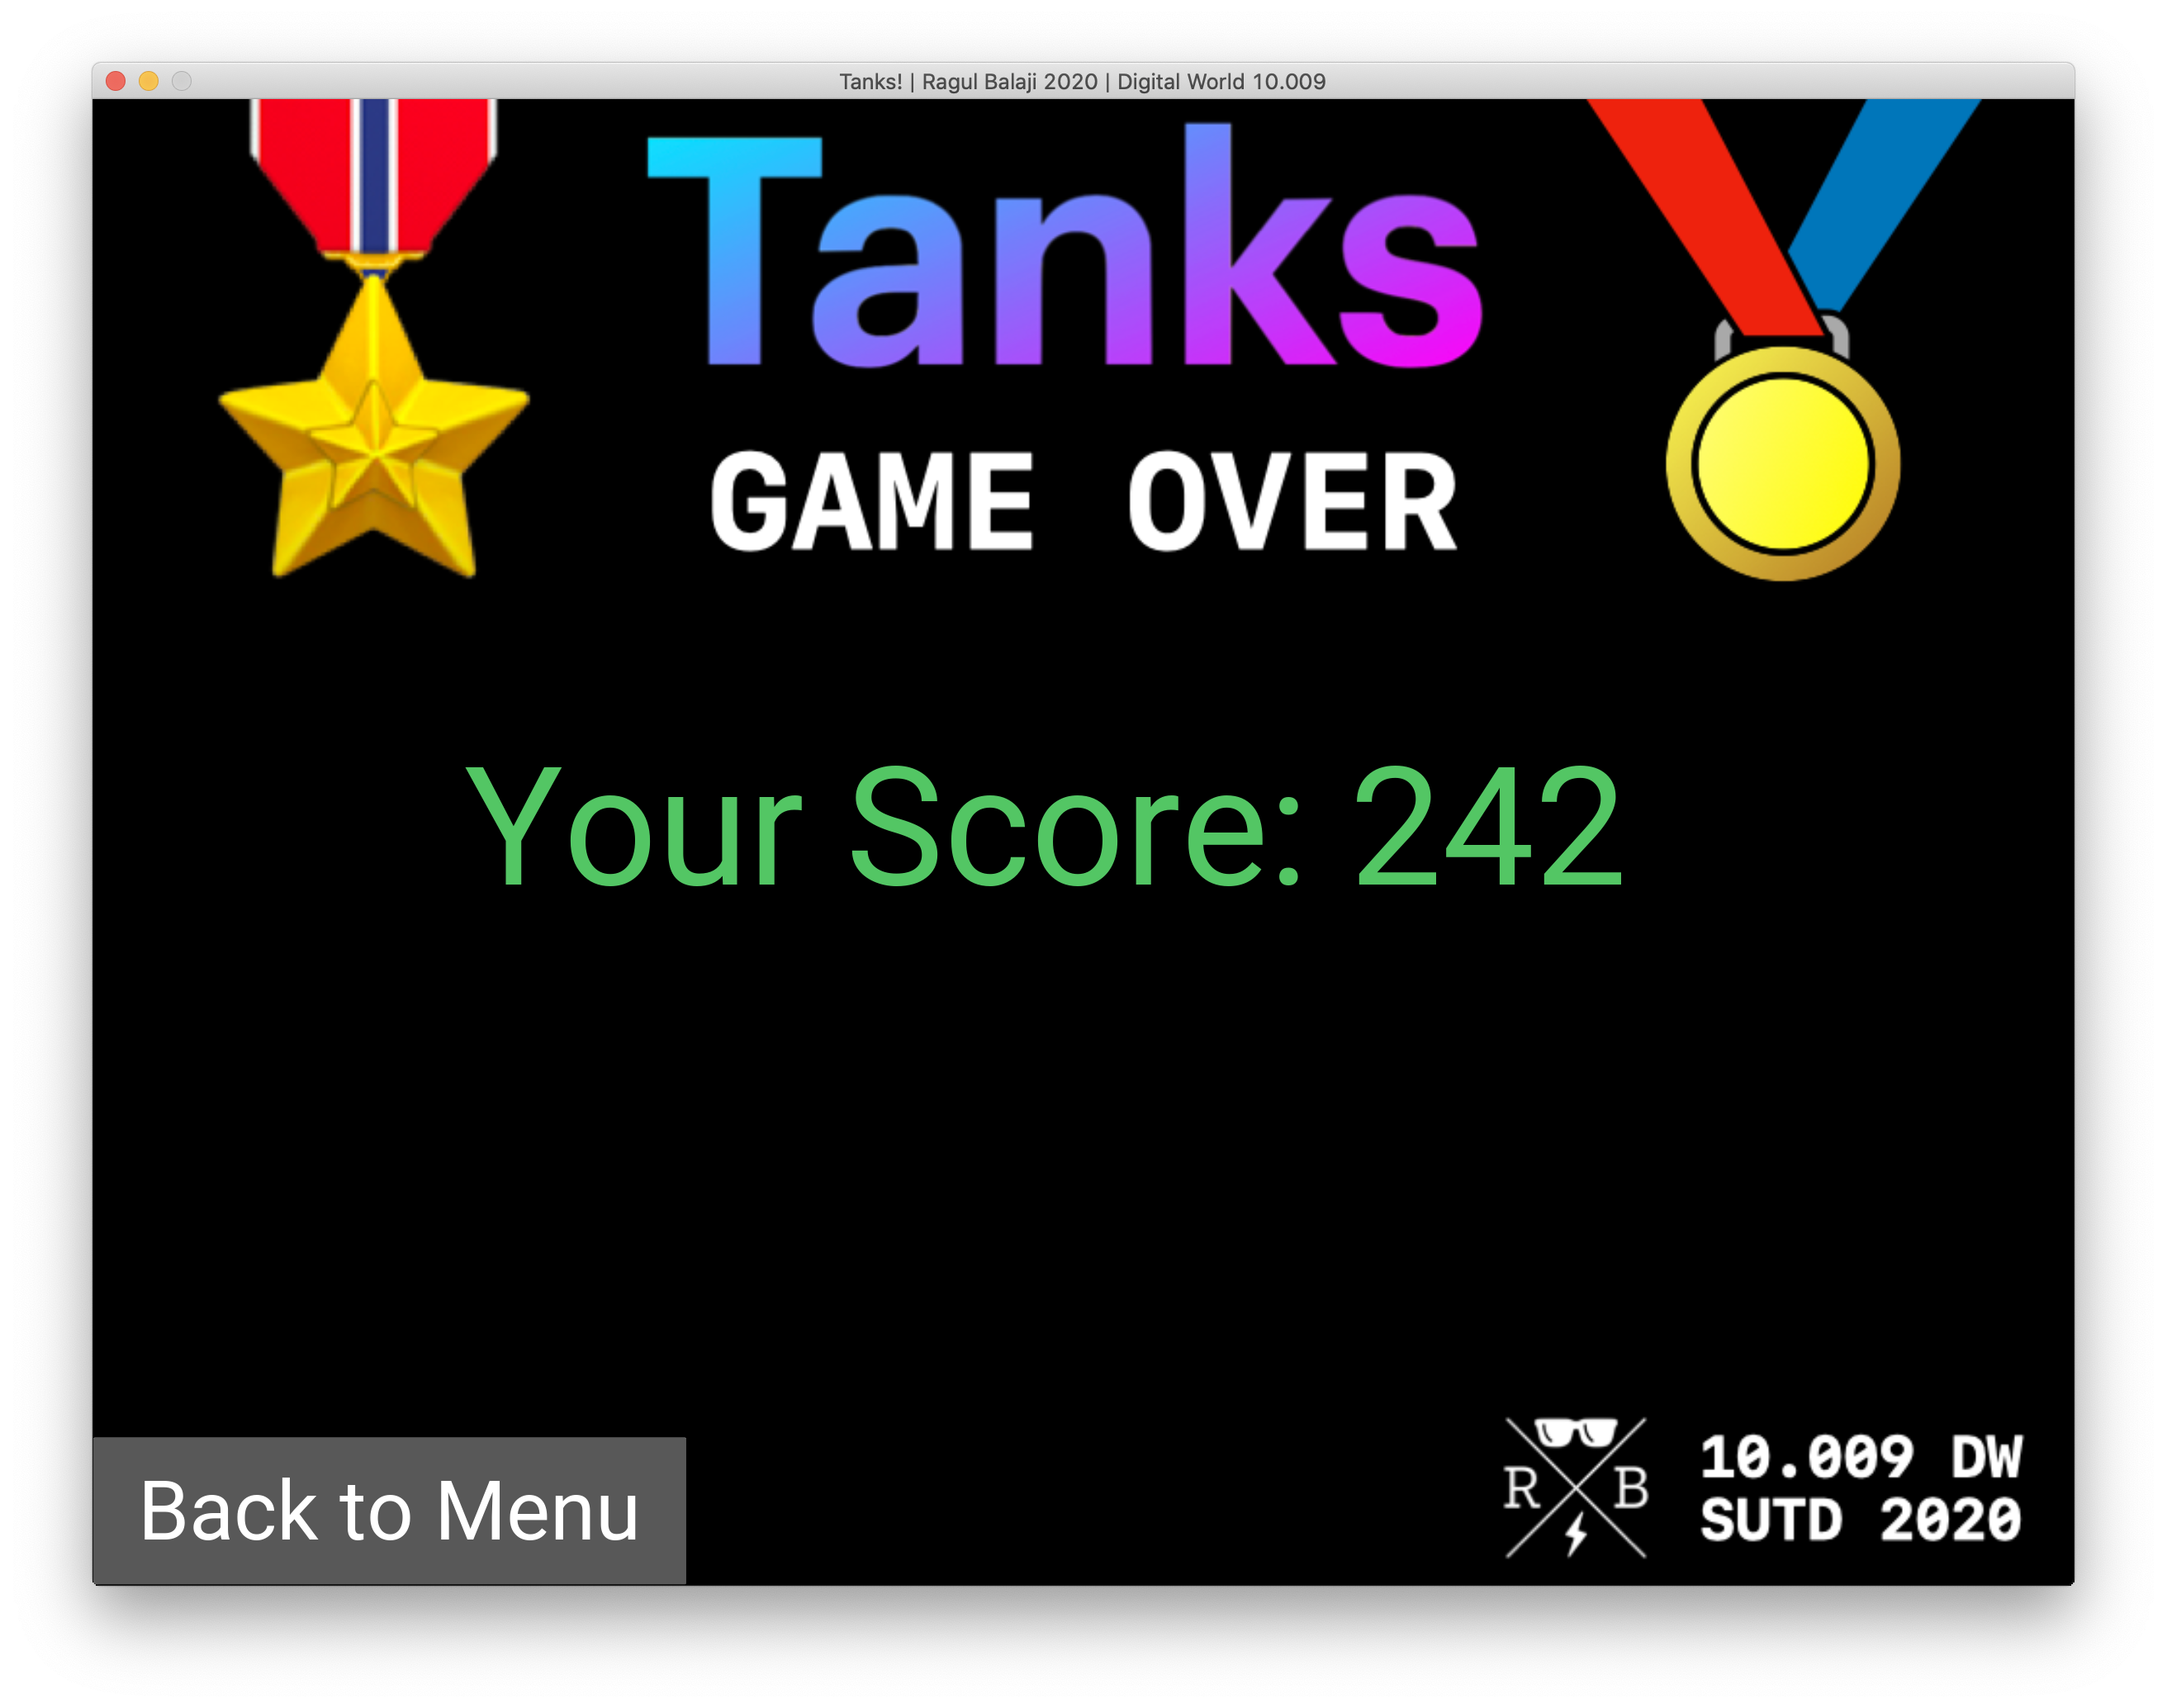 Tanks! | Ragul Balaji 2020 | Digital World 10.009
Tanks
GAME OVER
Your Score: 242
Back to Menu
R B
10.009 DW
SUTD 2020